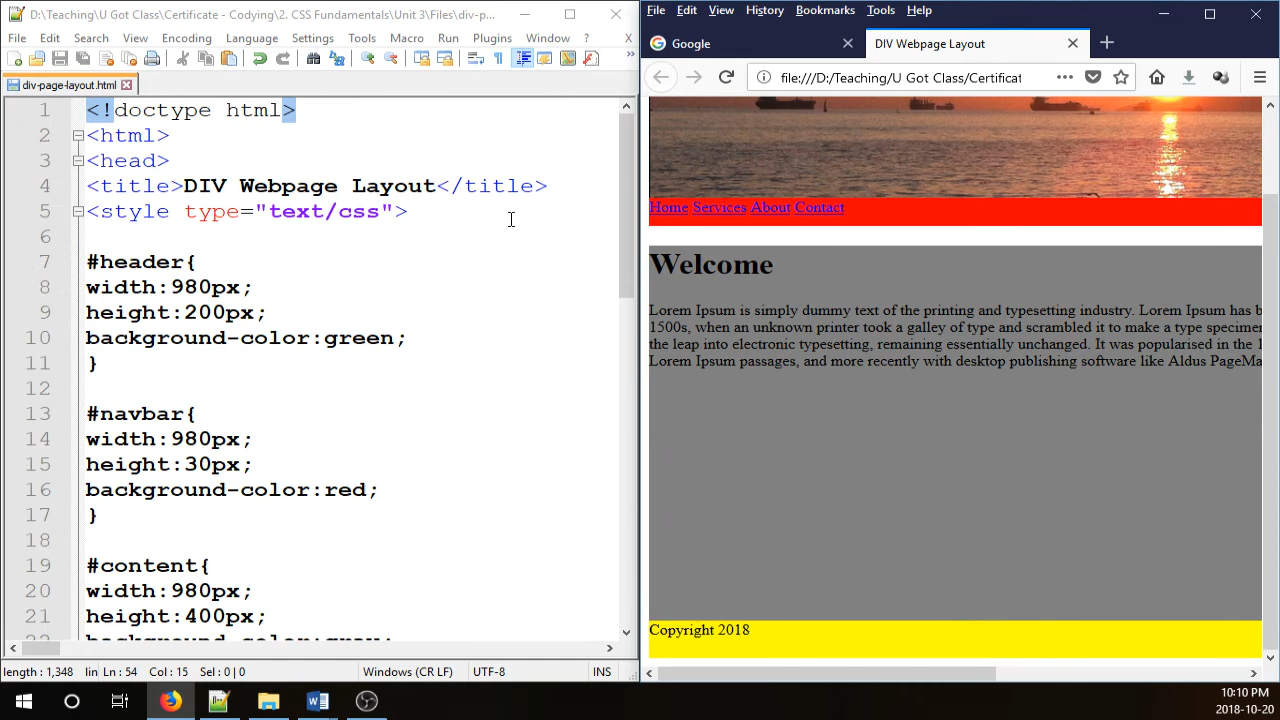 D:\Teaching\U Got Class\Certificate - Codying\2. CSS Fundamentals\Unit 3\Files\div-p...
File Edit Search View Encoding Language Settings Tools Macro Run Plugins Window ?
div-page-layout.html
1 <!doctype html>
2 <html>
3 <head>
4 <title>DIV Webpage Layout</title>
5 <style type="text/css">
6
7 #header{
8 width:980px;
9 height:200px;
10 background-color:green;
11 }
12
13 #navbar{
14 width:980px;
15 height:30px;
16 background-color:red;
17 }
18
19 #content{
20 width:980px;
21 height:400px;
22 background-color:gray;
length : 1,348 lin Ln : 54 Col : 15 Sel : 0 | 0 Windows (CR LF) UTF-8 INS
File Edit View History Bookmarks Tools Help
Google
DIV Webpage Layout
file:///D:/Teaching/U Got Class/Certificat
Home Services About Contact
Welcome
Lorem Ipsum is simply dummy text of the printing and typesetting industry. Lorem Ipsum has b
1500s, when an unknown printer took a galley of type and scrambled it to make a type specimen
the leap into electronic typesetting, remaining essentially unchanged. It was popularised in the 1
Lorem Ipsum passages, and more recently with desktop publishing software like Aldus PageMa
Copyright 2018
10:10 PM
2018-10-20